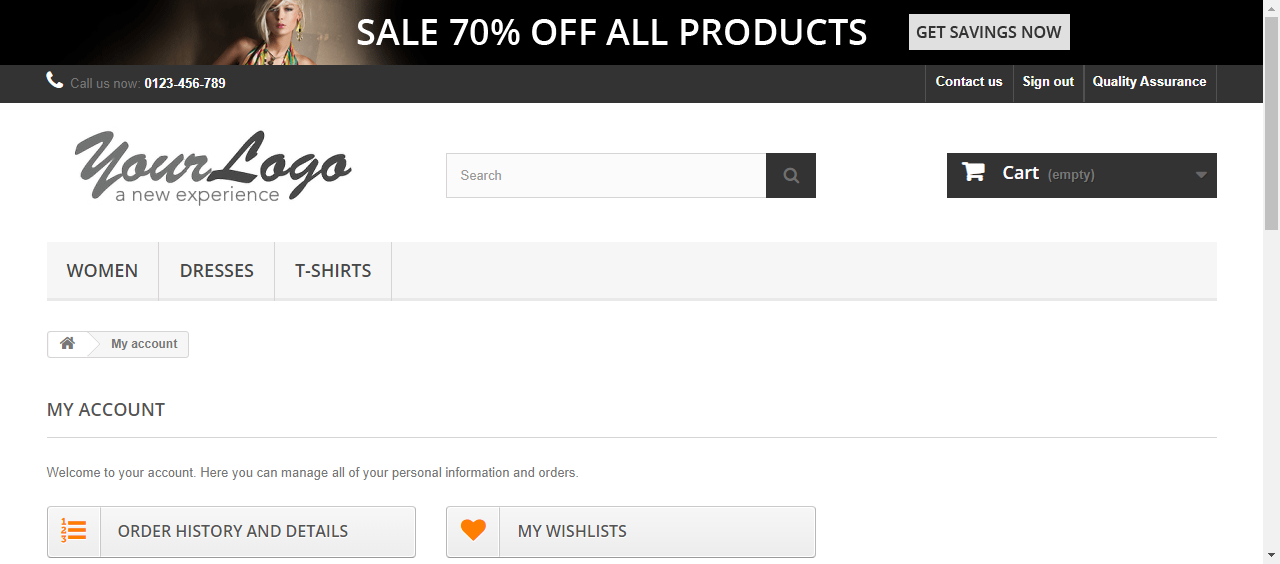 SALE 70% OFF ALL PRODUCTS GET SAVINGS NOW
Call us now: 0123-456-789 Contact us Sign out Quality Assurance
Your Logo
a new experience
Search
Cart (empty)
WOMEN DRESSES T-SHIRTS
My account
MY ACCOUNT
Welcome to your account. Here you can manage all of your personal information and orders.
1
2
3
ORDER HISTORY AND DETAILS MY WISHLISTS